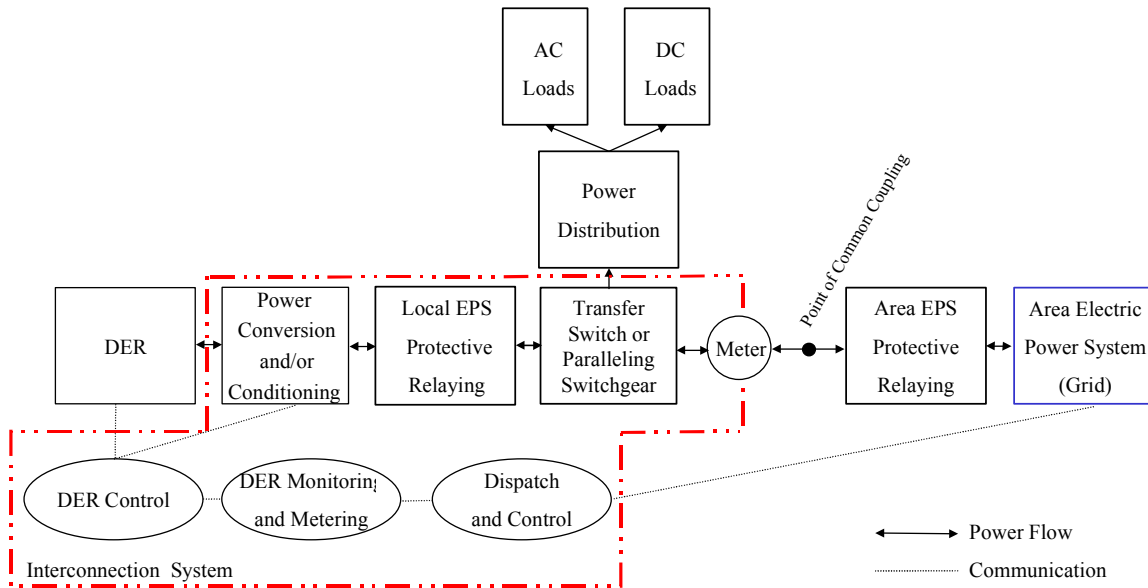 AC
Loads
DC
Loads
Power
Distribution
Point of Common Coupling
DER
Power
Conversion
and/or
Conditioning
Local EPS
Protective
Relaying
Transfer
Switch or
Paralleling
Switchgear
Meter
Area EPS
Protective
Relaying
Area Electric
Power System
(Grid)
DER Control
DER Monitoring
and Metering
Dispatch
and Control
Interconnection System
Power Flow
Communication